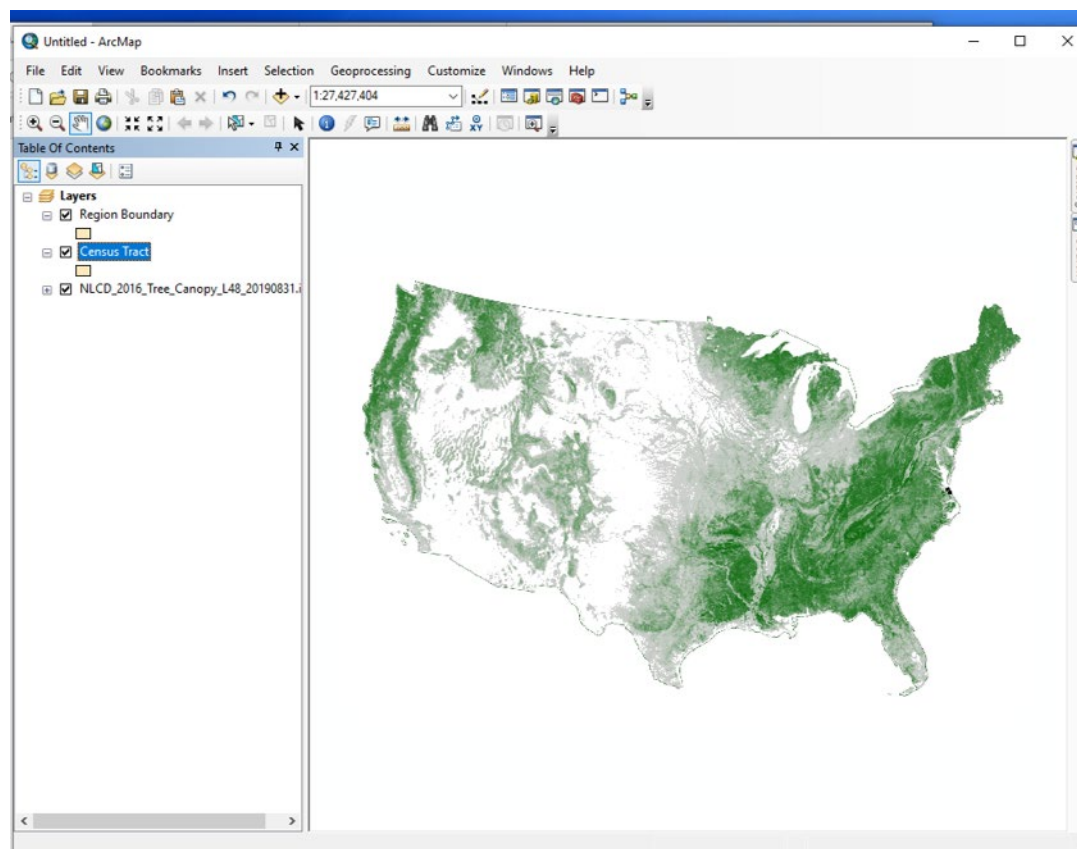 Untitled - ArcMap
File Edit View Bookmarks Insert Selection Geoprocessing Customize Windows Help
1:27,427,404
XY
Table Of Contents
Layers
Region Boundary
Census Tract
NLCD_2016_Tree_Canopy_L48_20190831.i